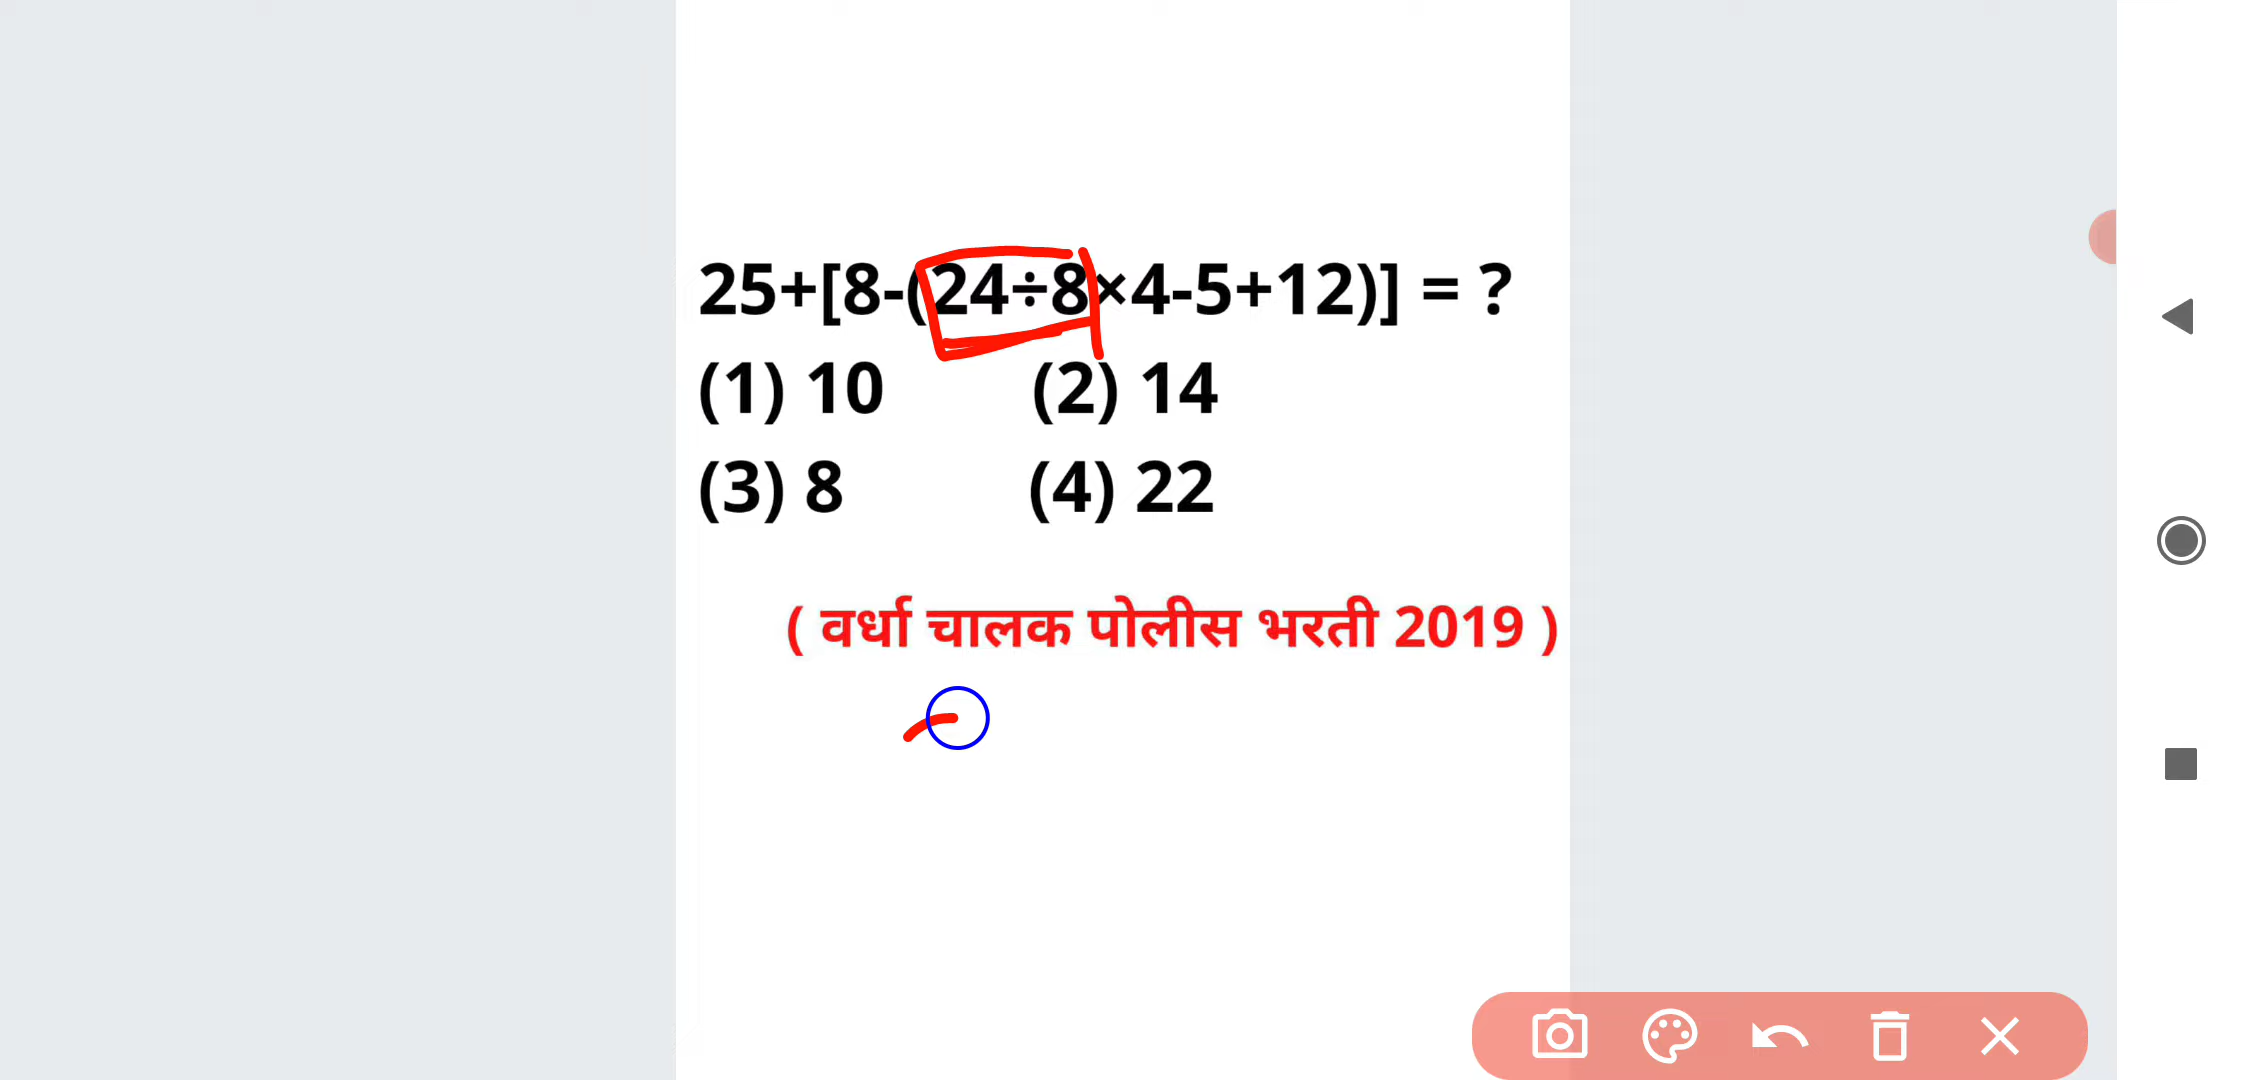 25+[8-(24÷8×4-5+12)] = ?
(1) 10 (2) 14
(3) 8 (4) 22
( वर्धा चालक पोलीस भरती 2019 )